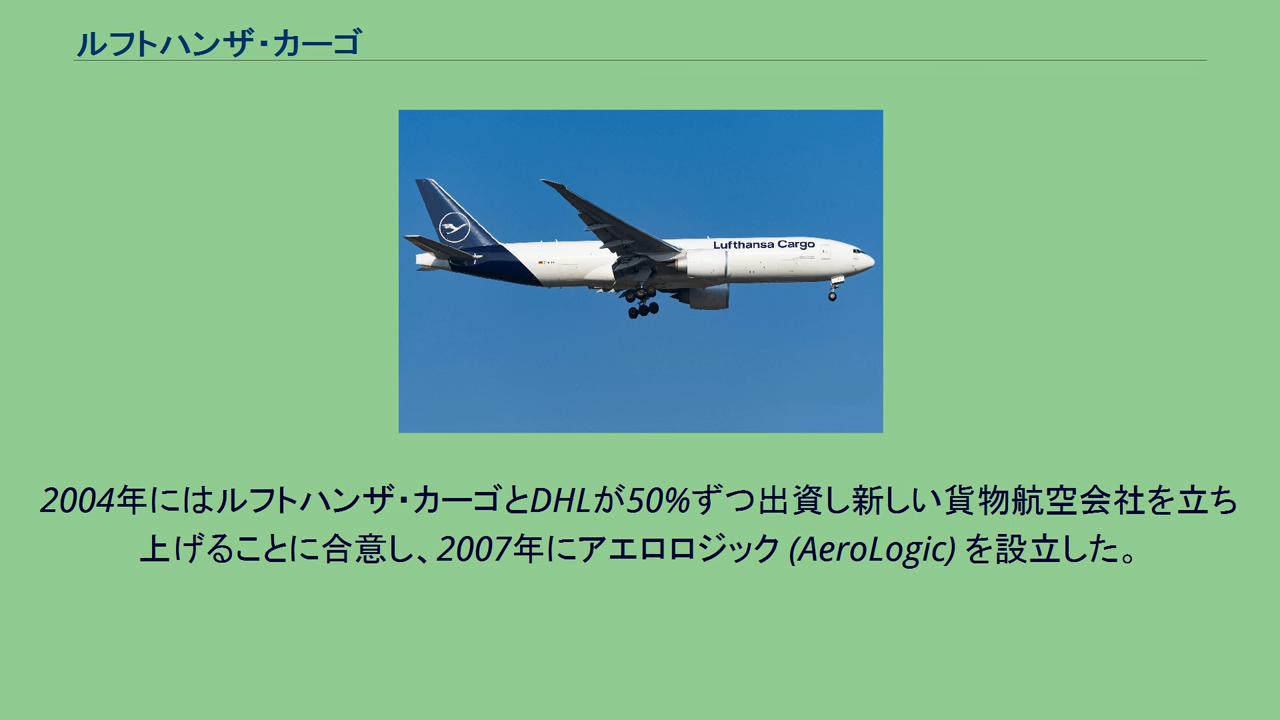 ルフトハンザ・カーゴ
Lufthansa Cargo
2004年にはルフトハンザ・カーゴとDHLが50%ずつ出資し新しい貨物航空会社を立ち
上げることに合意し、2007年にアエロロジック (AeroLogic) を設立した。